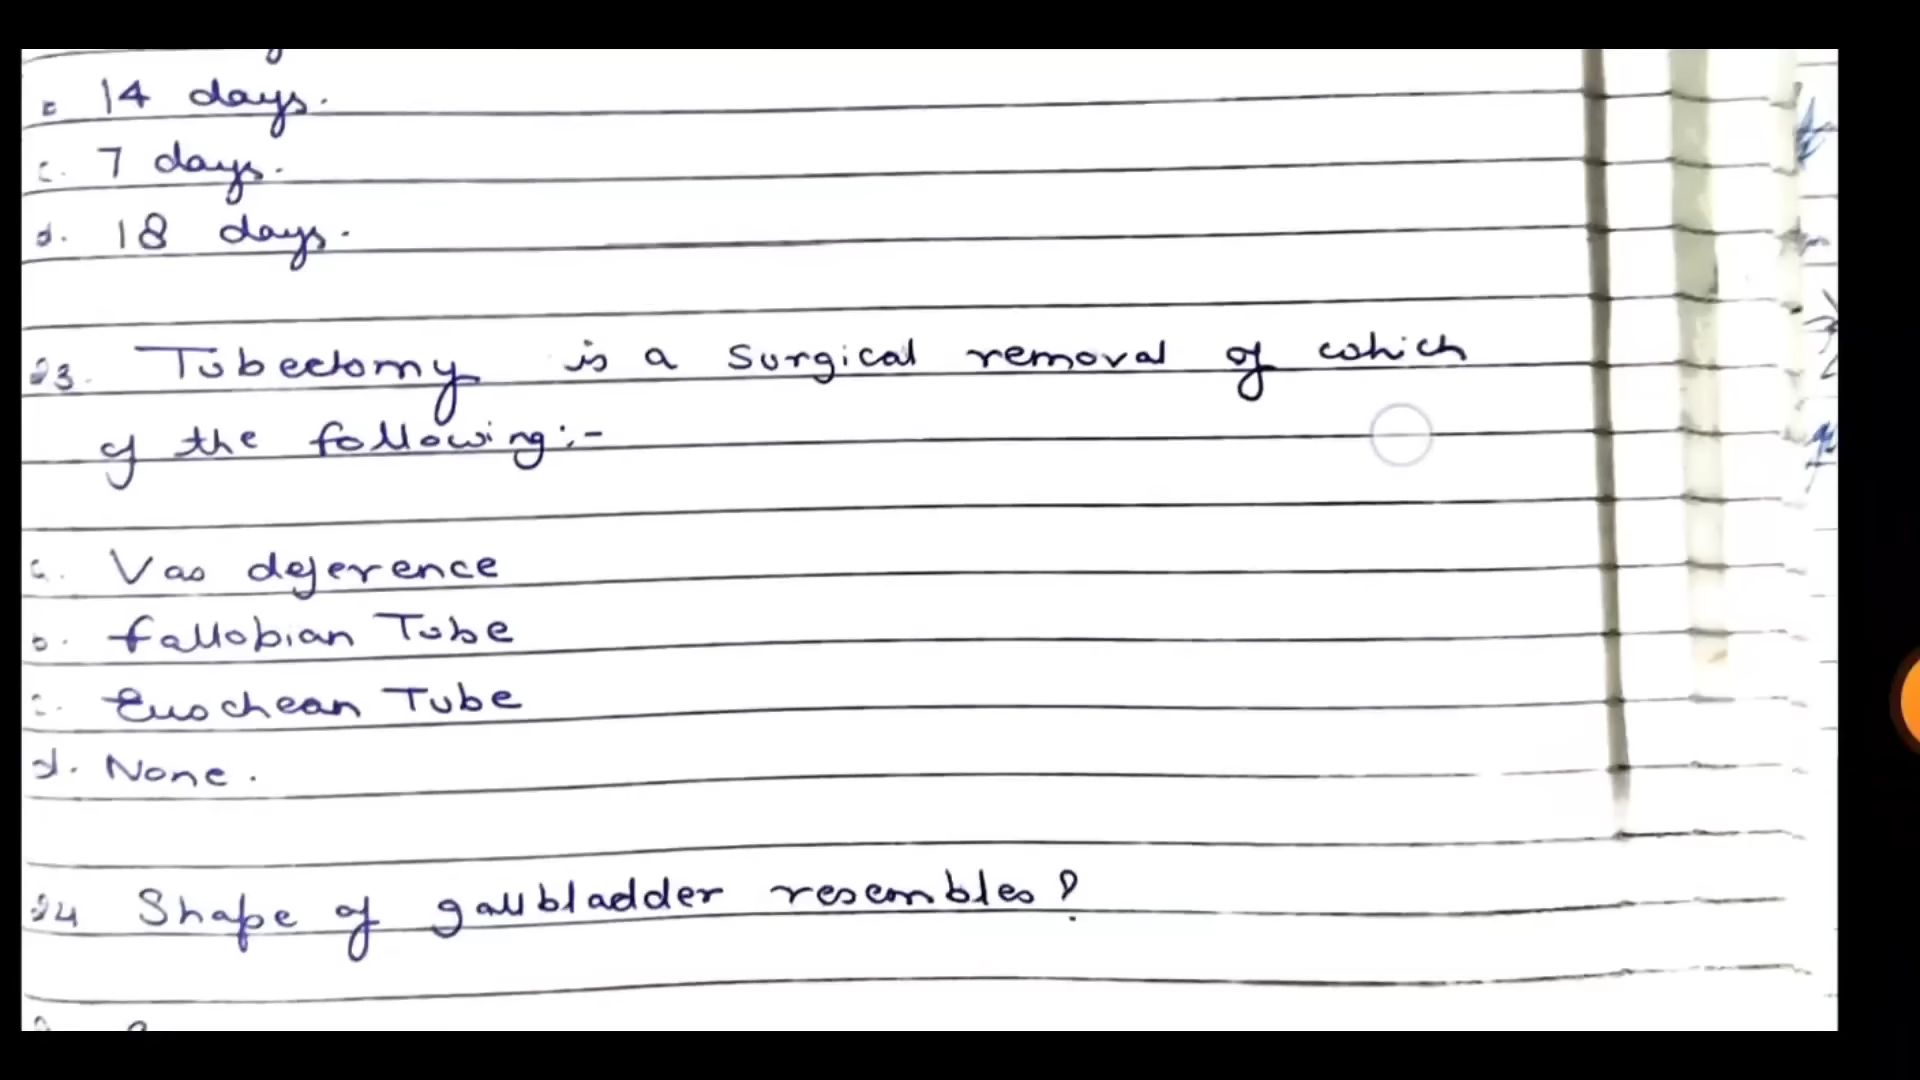 14 days.
c. 7 days.
d. 18 days.
23. Tubectomy is a surgical removal of which
of the following:-
a. Vas deference
b. fallobian Tube
c. Euschean Tube
d. None.
24 Shape of gallbladder resembles?